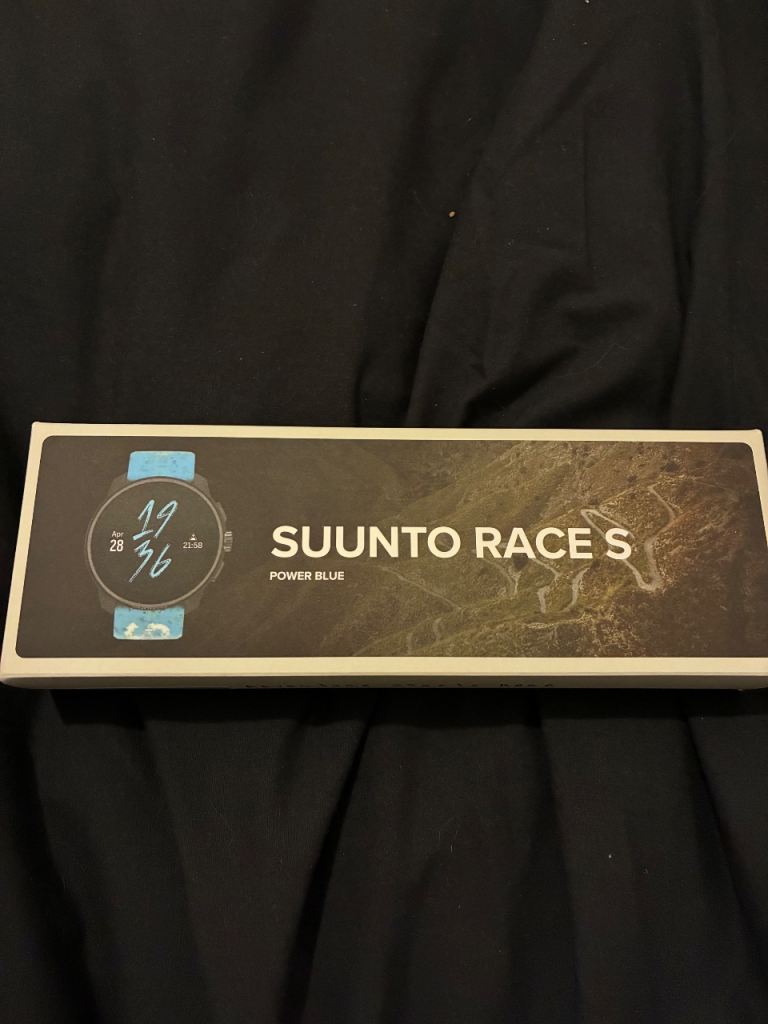 19
Apr
28
21:58
36
SUUNTO RACE S
POWER BLUE